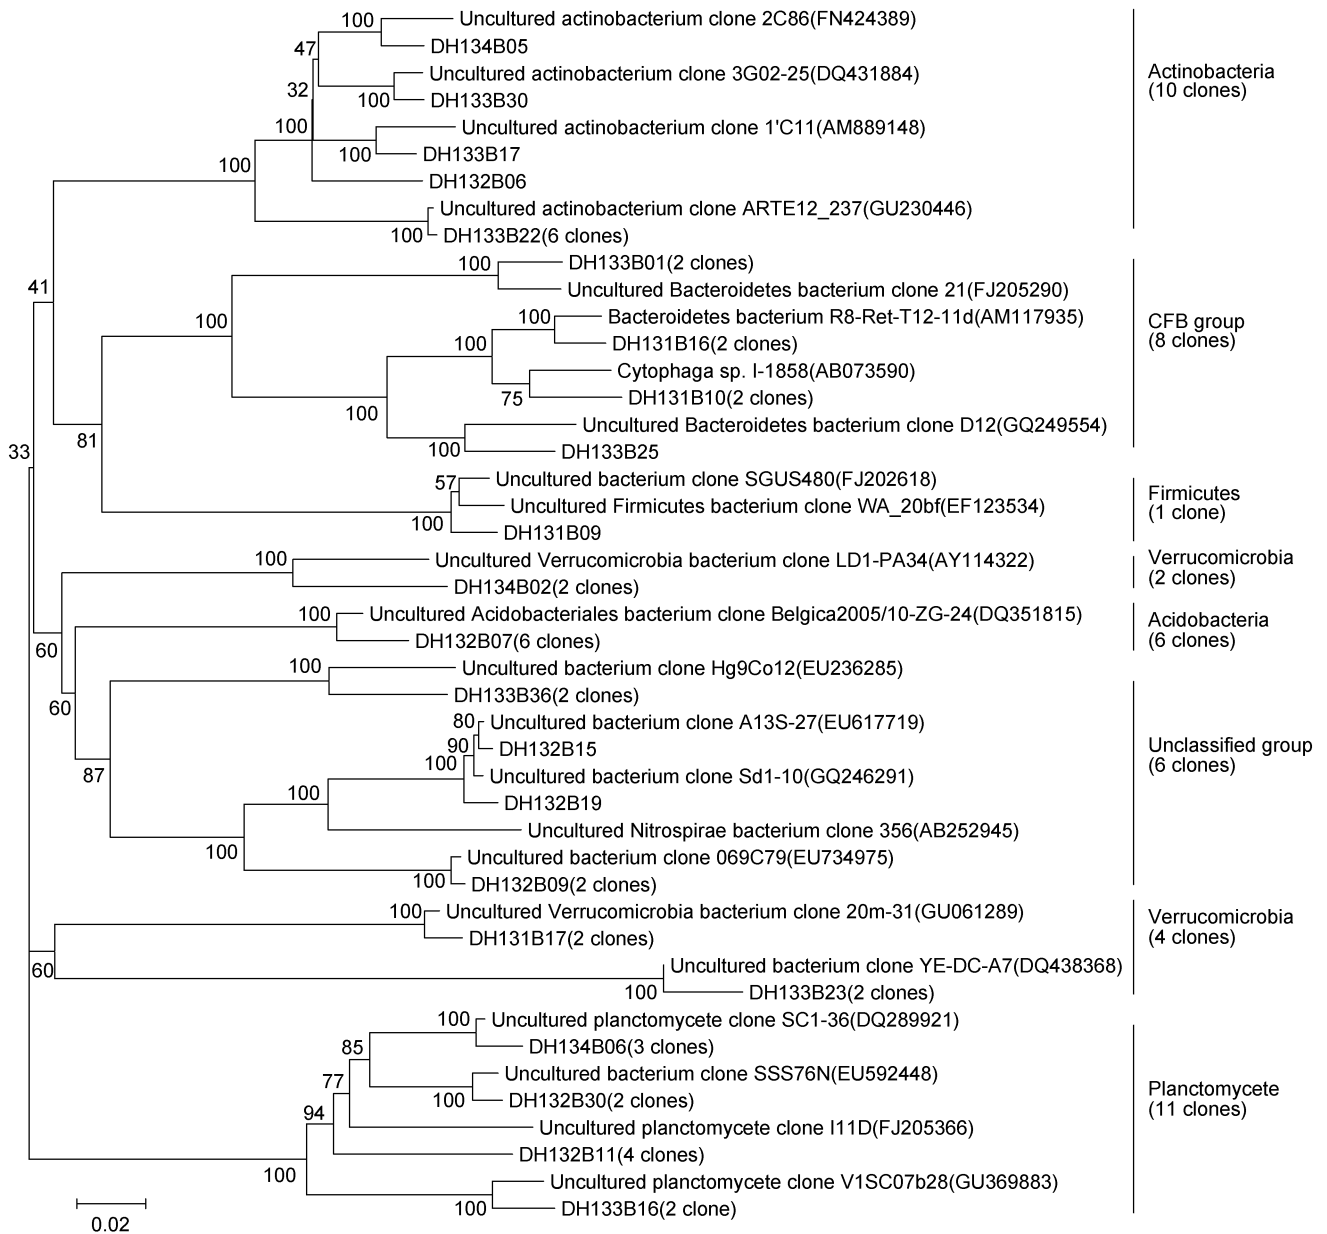 100
Uncultured actinobacterium clone 2C86(FN424389)
DH134B05
47
Uncultured actinobacterium clone 3G02-25(DQ431884)
32
100
DH133B30
Actinobacteria
(10 clones)
100
Uncultured actinobacterium clone 1'C11(AM889148)
100
DH133B17
100
DH132B06
Uncultured actinobacterium clone ARTE12_237(GU230446)
100
DH133B22(6 clones)
100
DH133B01(2 clones)
41
Uncultured Bacteroidetes bacterium clone 21(FJ205290)
100
100
Bacteroidetes bacterium R8-Ret-T12-11d(AM117935)
CFB group
(8 clones)
100
DH131B16(2 clones)
Cytophaga sp. I-1858(AB073590)
75
DH131B10(2 clones)
100
Uncultured Bacteroidetes bacterium clone D12(GQ249554)
81
100
DH133B25
33
57
Uncultured bacterium clone SGUS480(FJ202618)
Firmicutes
(1 clone)
Uncultured Firmicutes bacterium clone WA_20bf(EF123534)
100
DH131B09
100
Uncultured Verrucomicrobia bacterium clone LD1-PA34(AY114322)
Verrucomicrobia
(2 clones)
DH134B02(2 clones)
100
Uncultured Acidobacteriales bacterium clone Belgica2005/10-ZG-24(DQ351815)
Acidobacteria
(6 clones)
DH132B07(6 clones)
60
100
Uncultured bacterium clone Hg9Co12(EU236285)
DH133B36(2 clones)
60
80
Uncultured bacterium clone A13S-27(EU617719)
90
DH132B15
Unclassified group
(6 clones)
100
87
Uncultured bacterium clone Sd1-10(GQ246291)
100
DH132B19
Uncultured Nitrospirae bacterium clone 356(AB252945)
100
Uncultured bacterium clone 069C79(EU734975)
100
DH132B09(2 clones)
100
Uncultured Verrucomicrobia bacterium clone 20m-31(GU061289)
Verrucomicrobia
(4 clones)
DH131B17(2 clones)
60
Uncultured bacterium clone YE-DC-A7(DQ438368)
100
DH133B23(2 clones)
100
Uncultured planctomycete clone SC1-36(DQ289921)
85
DH134B06(3 clones)
77
Uncultured bacterium clone SSS76N(EU592448)
100
DH132B30(2 clones)
Planctomycete
(11 clones)
94
Uncultured planctomycete clone I11D(FJ205366)
DH132B11(4 clones)
100
Uncultured planctomycete clone V1SC07b28(GU369883)
100
DH133B16(2 clone)
0.02